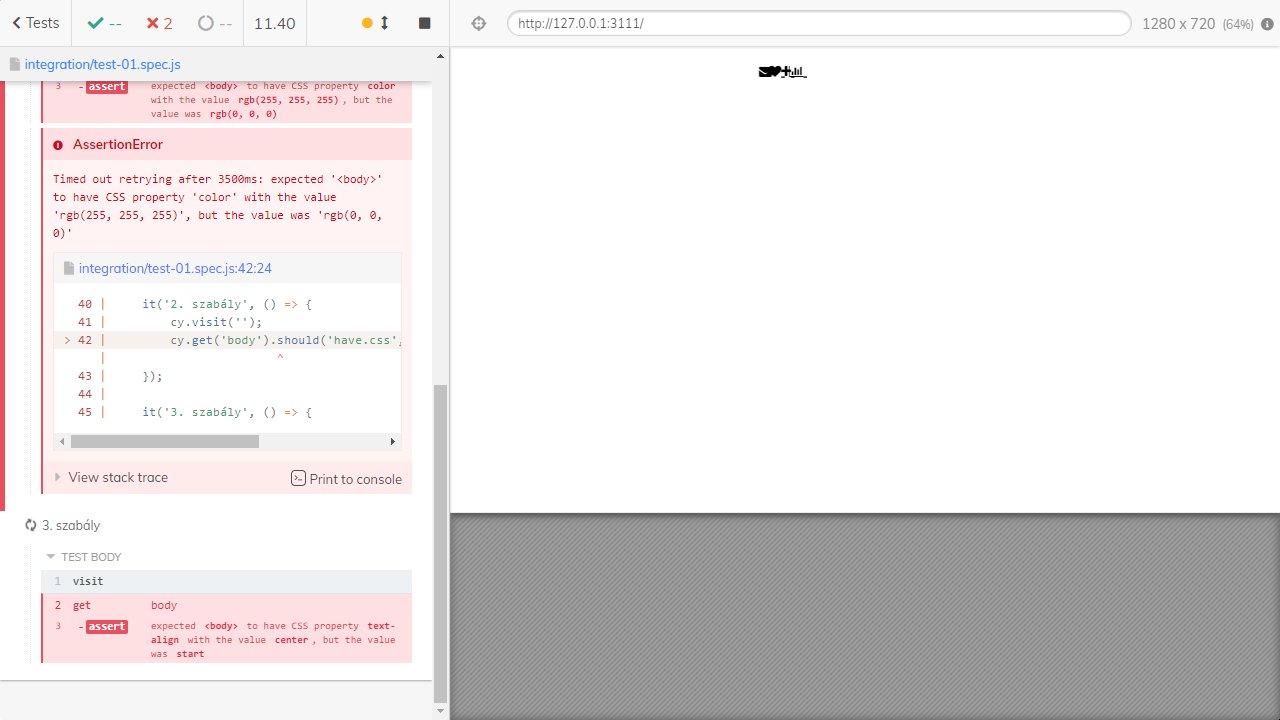 Tests -- 2 -- 11.40 http://127.0.0.1:3111/ 1280 x 720 (64%)
integration/test-01.spec.js
3 -assert expected <body> to have CSS property color
with the value rgb(255, 255, 255), but the
value was rgb(0, 0, 0)
AssertionError
Timed out retrying after 3500ms: expected '<body>'
to have CSS property 'color' with the value
'rgb(255, 255, 255)', but the value was 'rgb(0, 0,
0)'
integration/test-01.spec.js:42:24
40 | it('2. szabály', () => {
41 | cy.visit('');
> 42 | cy.get('body').should('have.css',
| ^
43 | });
44 |
45 | it('3. szabály', () => {
View stack trace Print to console
3. szabály
TEST BODY
1 visit
2 get body
3 -assert expected <body> to have CSS property text-
align with the value center, but the value
was start